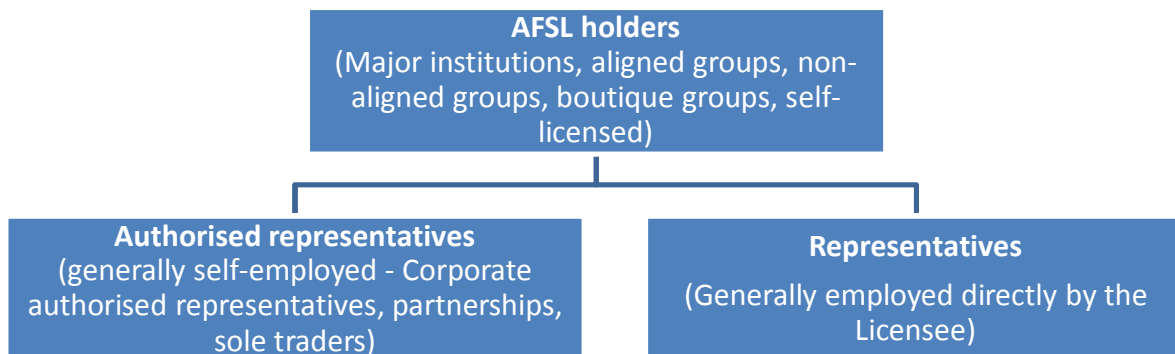 AFSL holders
(Major institutions, aligned groups, non-
aligned groups, boutique groups, self-
licensed)
Authorised representatives
(generally self-employed - Corporate
authorised representatives, partnerships,
sole traders)
Representatives
(Generally employed directly by the
Licensee)